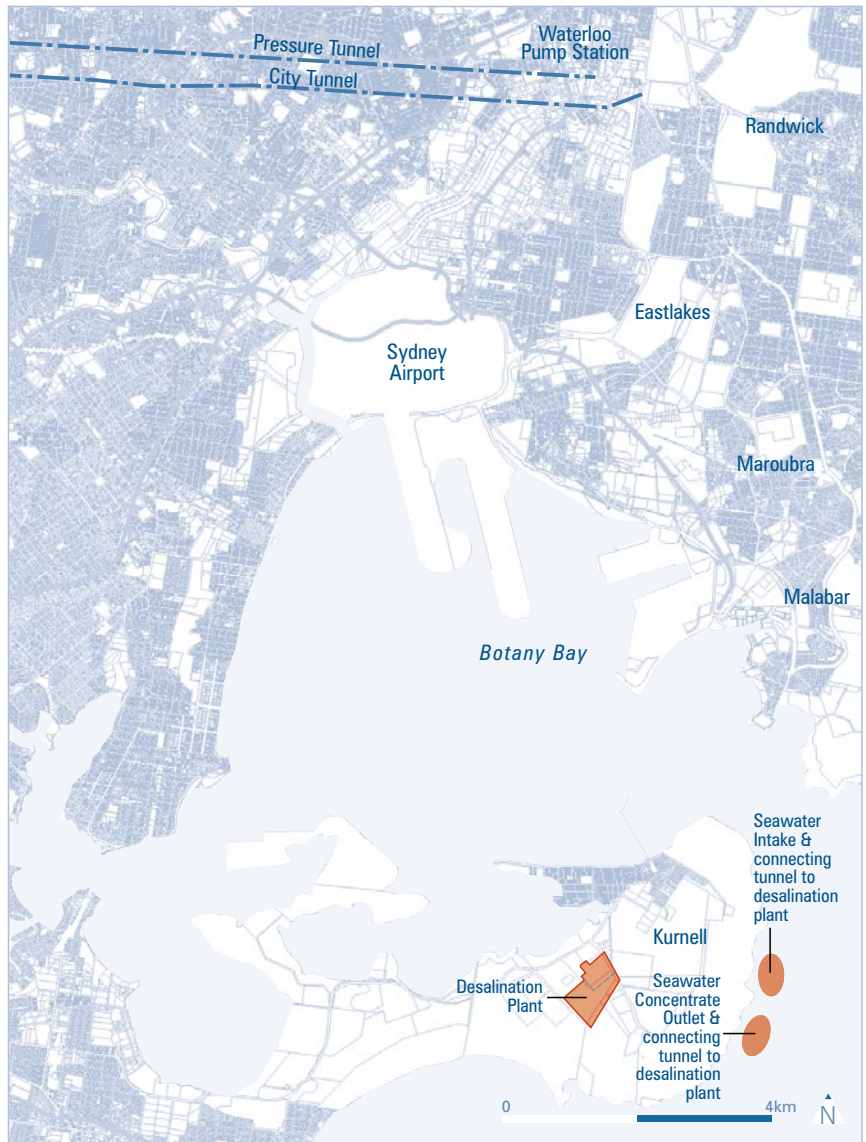 Pressure Tunnel
Waterloo
Pump Station
City Tunnel
Randwick
Eastlakes
Sydney
Airport
Maroubra
Malabar
Botany Bay
Seawater
Intake &
connecting
tunnel to
desalination
plant
Kurnell
Desalination
Plant
Seawater
Concentrate
Outlet &
connecting
tunnel to
desalination
plant
0
4km
N